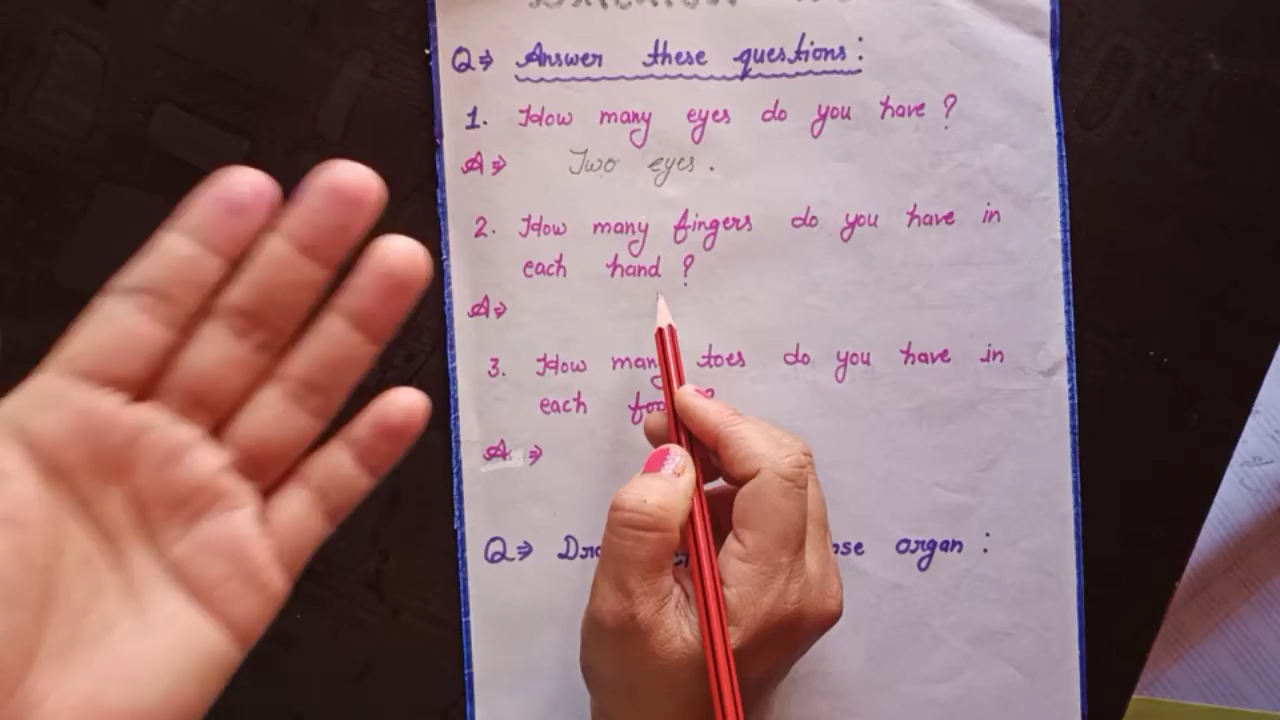 Q⇒ Answer these questions:
1. How many eyes do you have?
A⇒ Two eyes.
2. How many fingers do you have in
each hand?
A⇒
3. How many toes do you have in
each
A.⇒
Q⇒ organ: